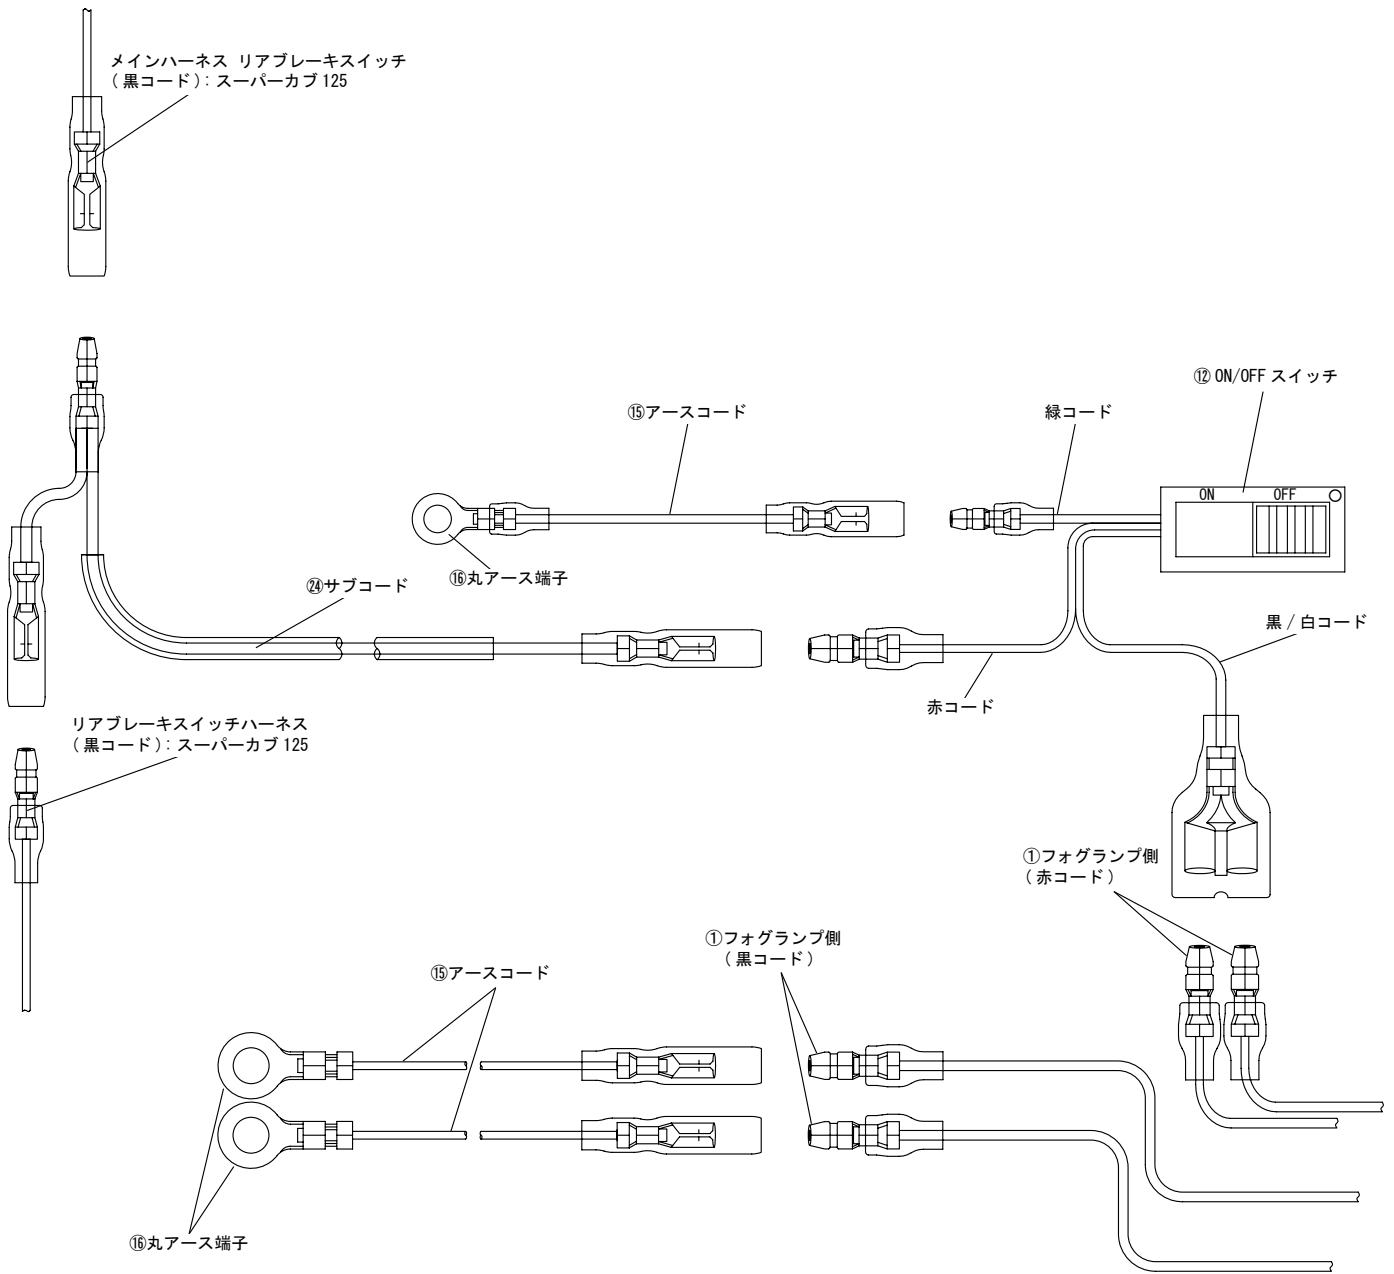 メインハーネス リアブレーキスイッチ
(黒コード):スーパーカブ125
⑫ON/OFF スイッチ
⑮アースコード
緑コード
ON
OFF
⑯丸アース端子
㉔サブコード
黒/白コード
赤コード
リアブレーキスイッチハーネス
(黒コード):スーパーカブ125
①フォグランプ側
(赤コード)
①フォグランプ側
(黒コード)
⑮アースコード
⑯丸アース端子